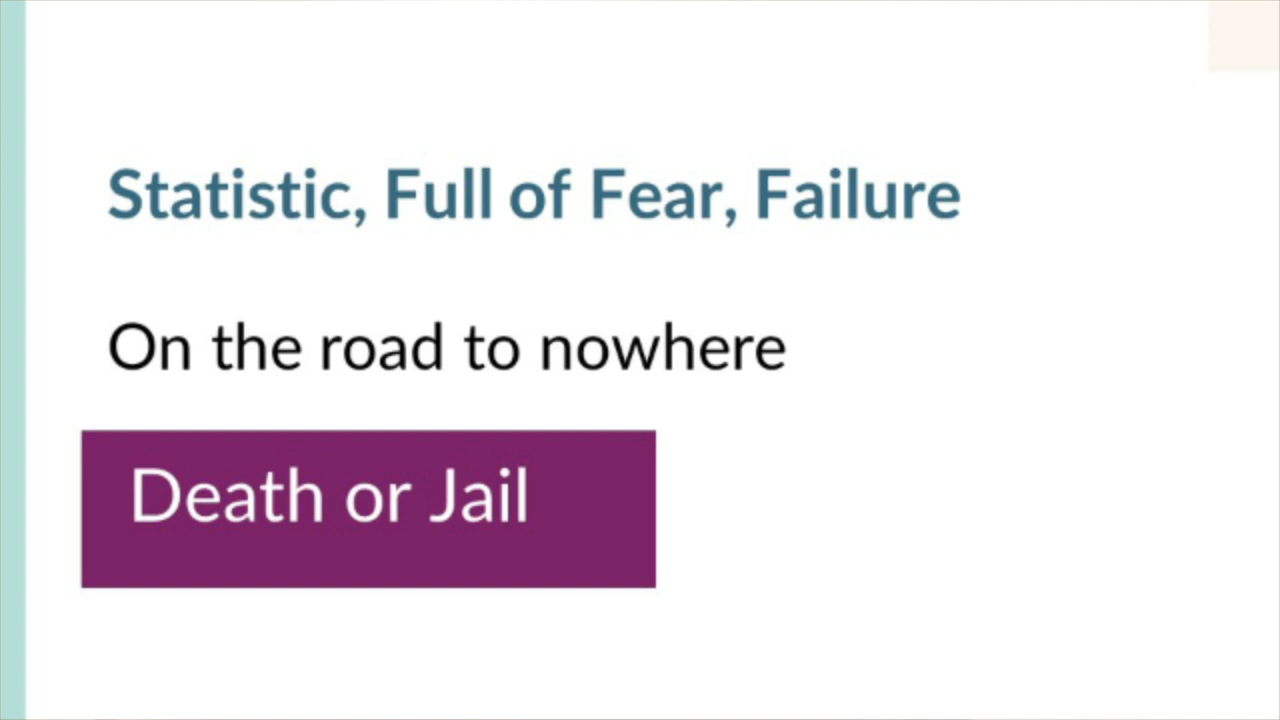 Statistic, Full of Fear, Failure
On the road to nowhere
Death or Jail